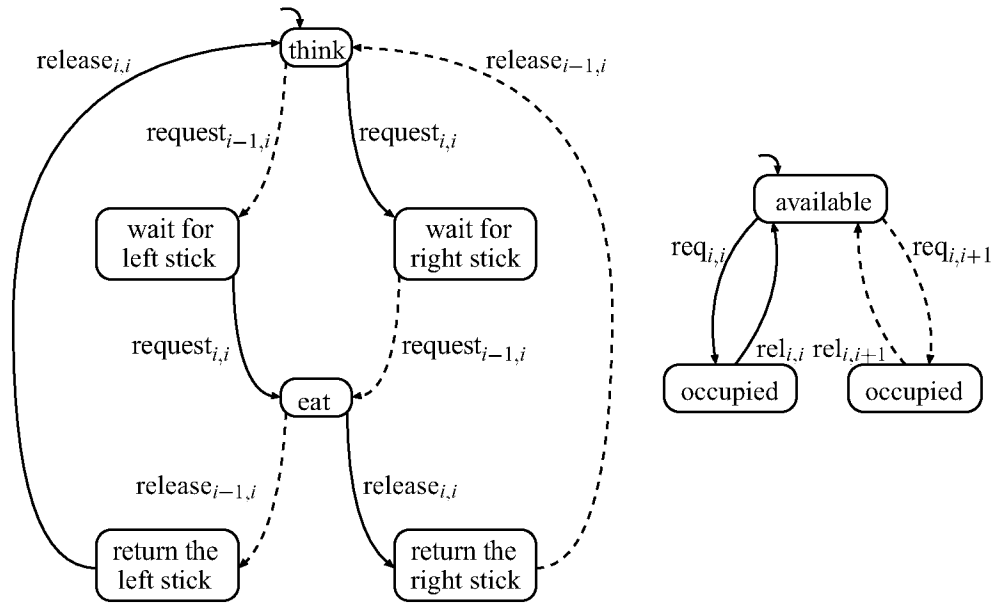 think
release_{i,i}
release_{i−1,i}
request_{i−1,i}
request_{i,i}
wait for
left stick
wait for
right stick
request_{i,i}
request_{i−1,i}
eat
release_{i−1,i}
release_{i,i}
return the
left stick
return the
right stick
available
req_{i,i}
req_{i,i+1}
rel_{i,i}
rel_{i,i+1}
occupied
occupied